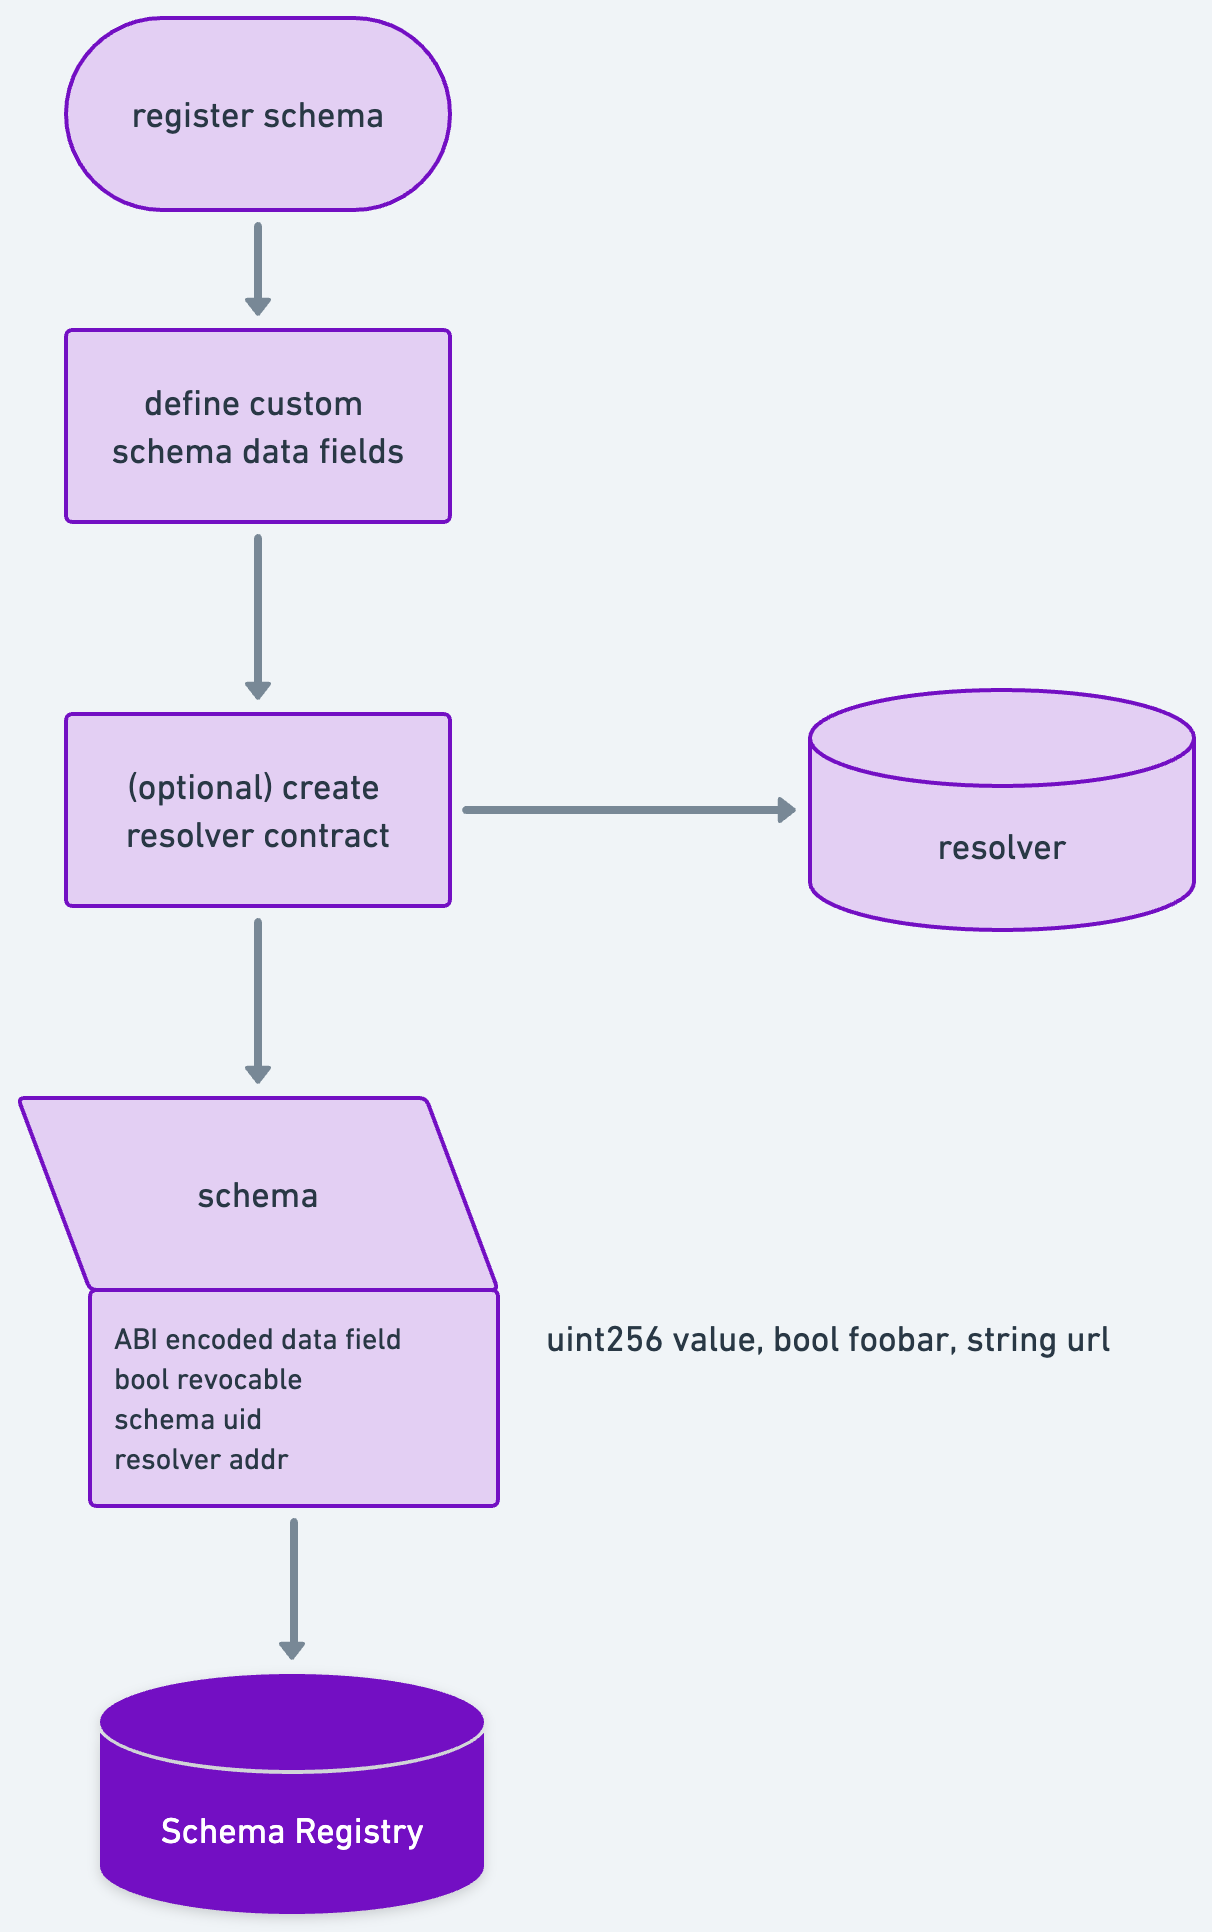 register schema
define custom
schema data fields
(optional) create
resolver contract
resolver
schema
ABI encoded data field
bool revocable
schema uid
resolver addr
uint256 value, bool foobar, string url
Schema Registry